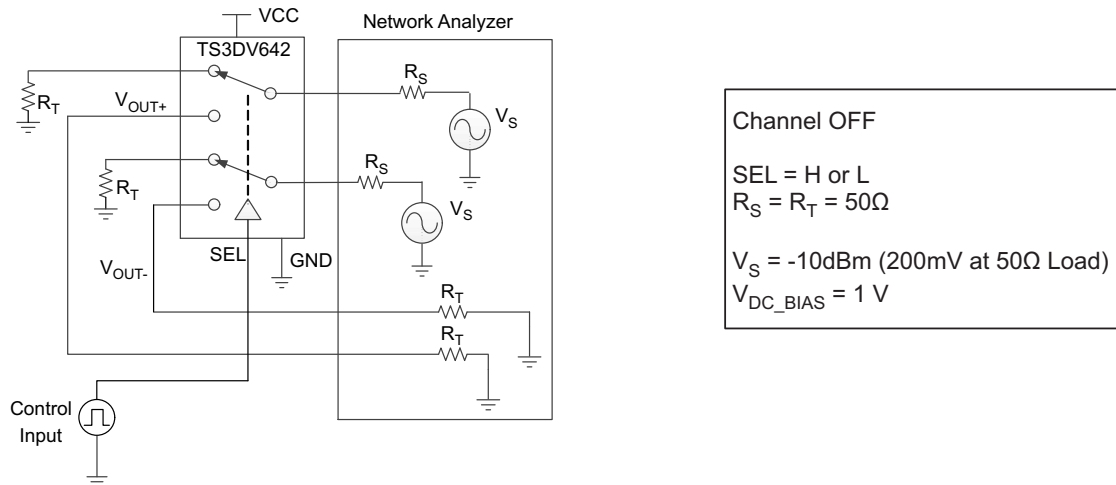 VCC
Network Analyzer
TS3DV642
R_S
R_T
V_OUT+
V_S
R_S
R_T
V_S
SEL
GND
V_OUT-
R_T
R_T
Control
Input
Channel OFF
SEL = H or L
R_S = R_T = 50Ω
V_S = -10dBm (200mV at 50Ω Load)
V_DC_BIAS = 1 V